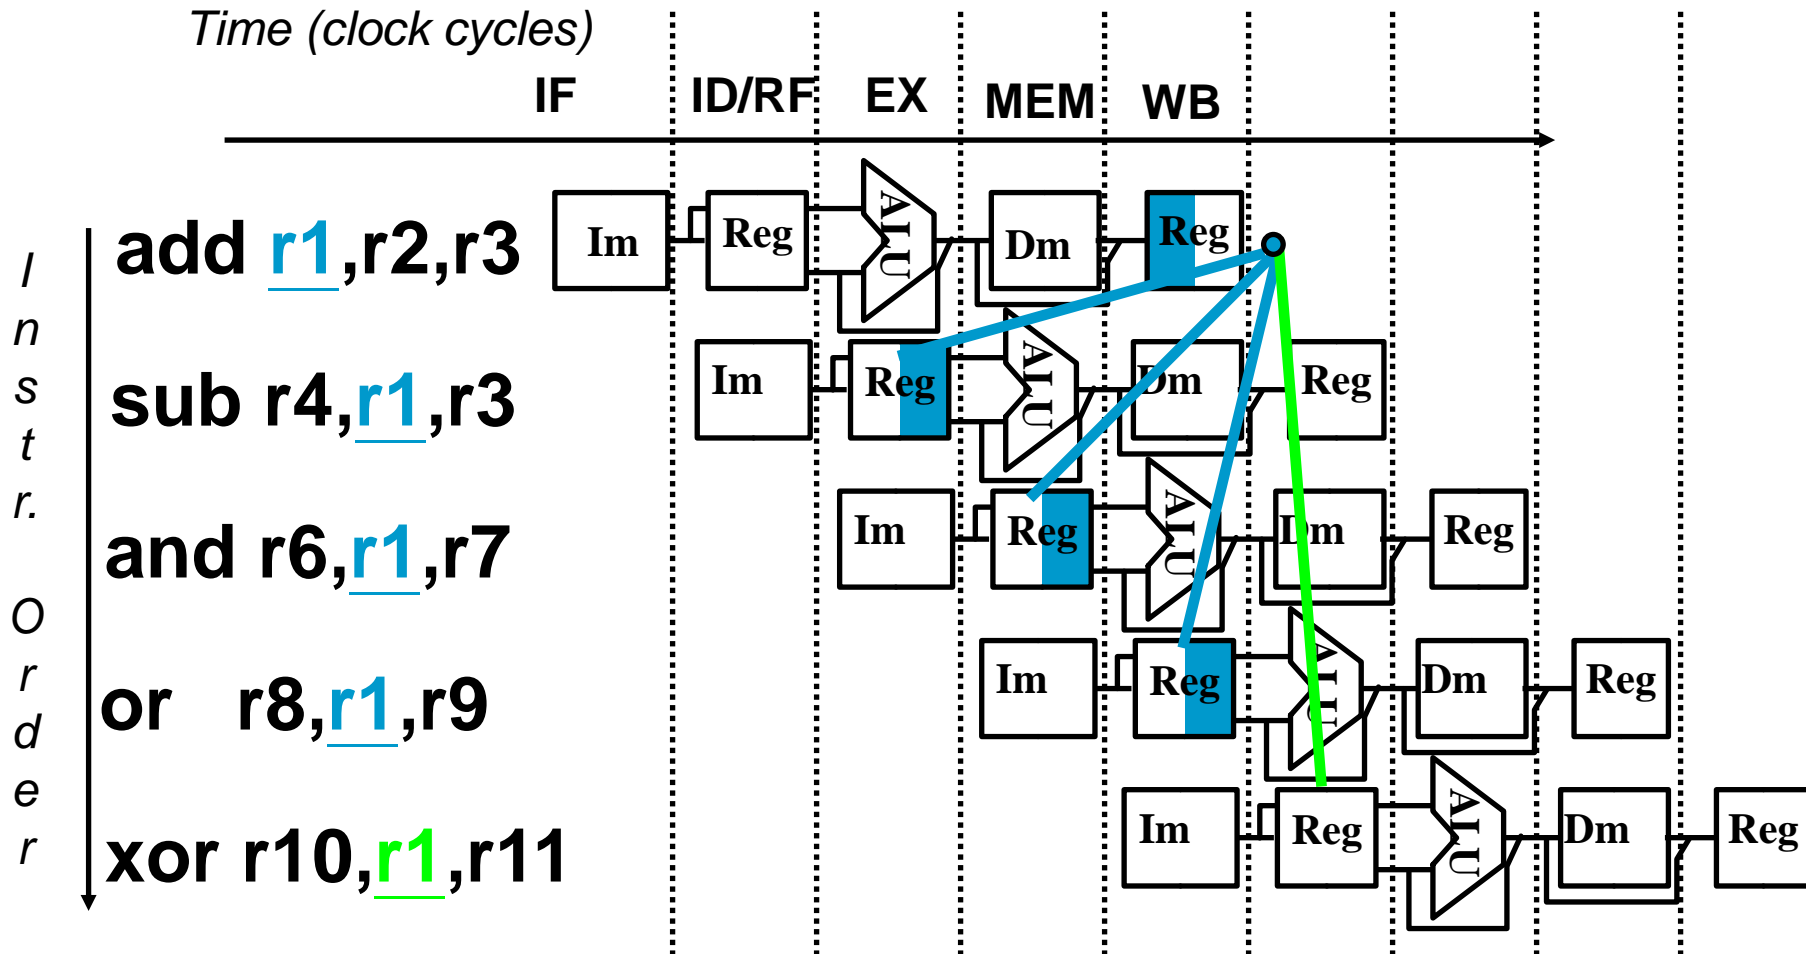 Time (clock cycles)
IF ID/RF EX MEM WB
Instr. Order
add r1,r2,r3 Im Reg ALU Dm Reg
sub r4,r1,r3 Im Reg ALU Dm Reg
and r6,r1,r7 Im Reg ALU Dm Reg
or r8,r1,r9 Im Reg ALU Dm Reg
xor r10,r1,r11 Im Reg ALU Dm Reg